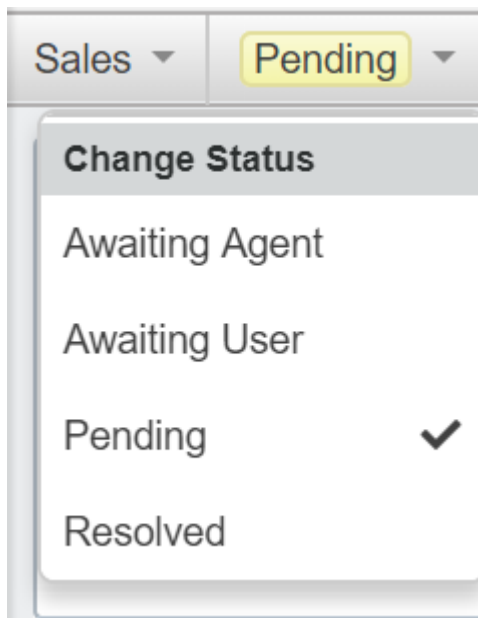 Sales Pending
Change Status
Awaiting Agent
Awaiting User
Pending
Resolved